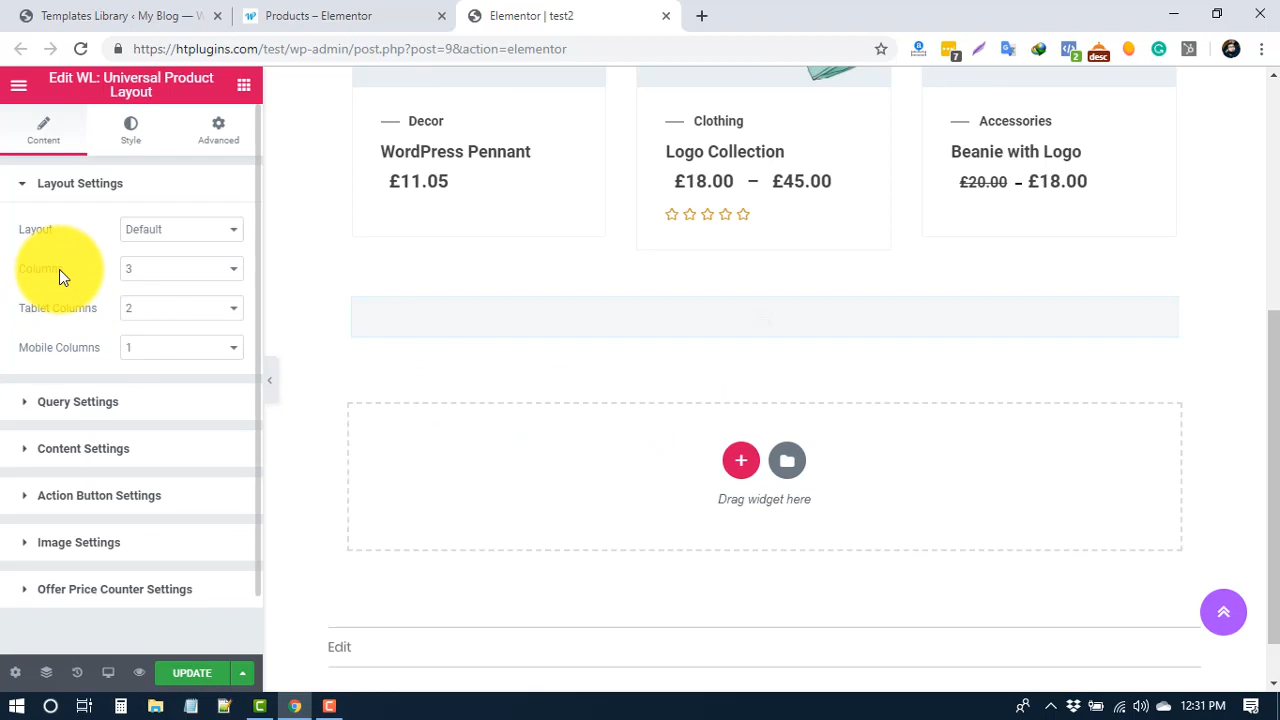 Templates ‹ My Blog — W
Products – Elementor
Elementor | test2
https://htplugins.com/test/wp-admin/post.php?post=9&action=elementor
7
2
desc
Edit WL: Universal Product Layout
Content
Style
Advanced
Layout Settings
Layout
Default
Columns
3
Tablet Columns
2
Mobile Columns
1
Query Settings
Content Settings
Action Button Settings
Image Settings
Offer Price Counter Settings
UPDATE
Decor
WordPress Pennant
£11.05
Clothing
Logo Collection
£18.00 – £45.00
Accessories
Beanie with Logo
£20.00 – £18.00
Drag widget here
Edit
12:31 PM